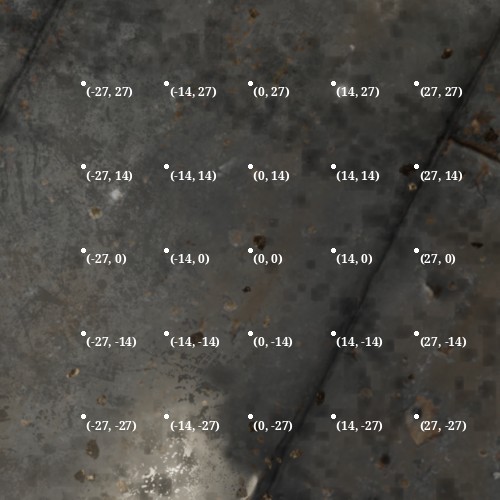 (-27, 27) (-14, 27) (0, 27) (14, 27) (27, 27)
(-27, 14) (-14, 14) (0, 14) (14, 14) (27, 14)
(-27, 0) (-14, 0) (0, 0) (14, 0) (27, 0)
(-27, -14) (-14, -14) (0, -14) (14, -14) (27, -14)
(-27, -27) (-14, -27) (0, -27) (14, -27) (27, -27)